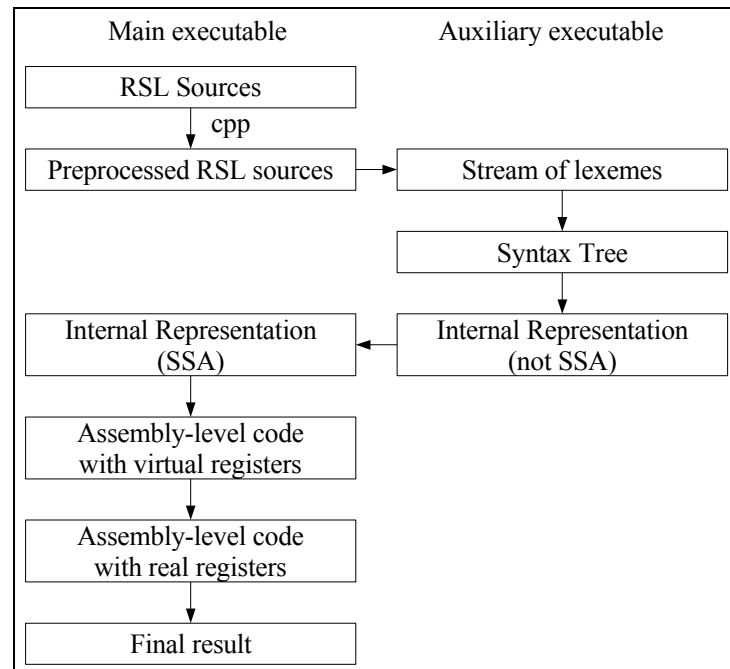 Main executable
Auxiliary executable
RSL Sources
cpp
Preprocessed RSL sources
Stream of lexemes
Syntax Tree
Internal Representation
(SSA)
Internal Representation
(not SSA)
Assembly-level code
with virtual registers
Assembly-level code
with real registers
Final result